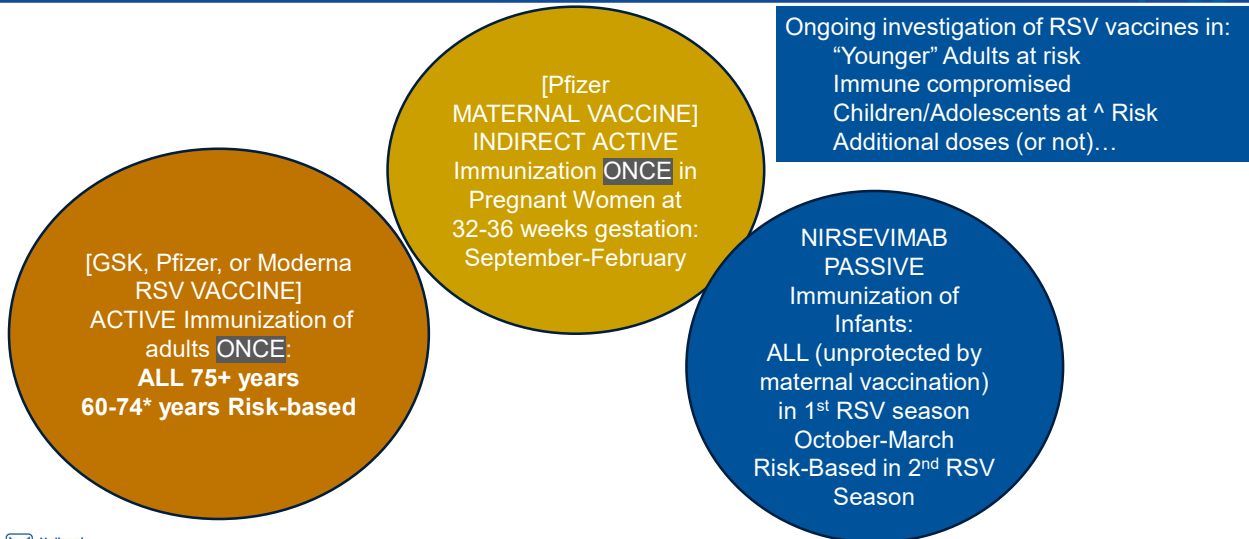 Ongoing investigation of RSV vaccines in:
“Younger” Adults at risk
Immune compromised
Children/Adolescents at ^ Risk
Additional doses (or not)…
[Pfizer
MATERNAL VACCINE]
INDIRECT ACTIVE
Immunization ONCE in
Pregnant Women at
32-36 weeks gestation:
September-February
[GSK, Pfizer, or Moderna
RSV VACCINE]
ACTIVE Immunization of
adults ONCE:
ALL 75+ years
60-74* years Risk-based
NIRSEVIMAB
PASSIVE
Immunization of
Infants:
ALL (unprotected by
maternal vaccination)
in 1st RSV season
October-March
Risk-Based in 2nd RSV
Season